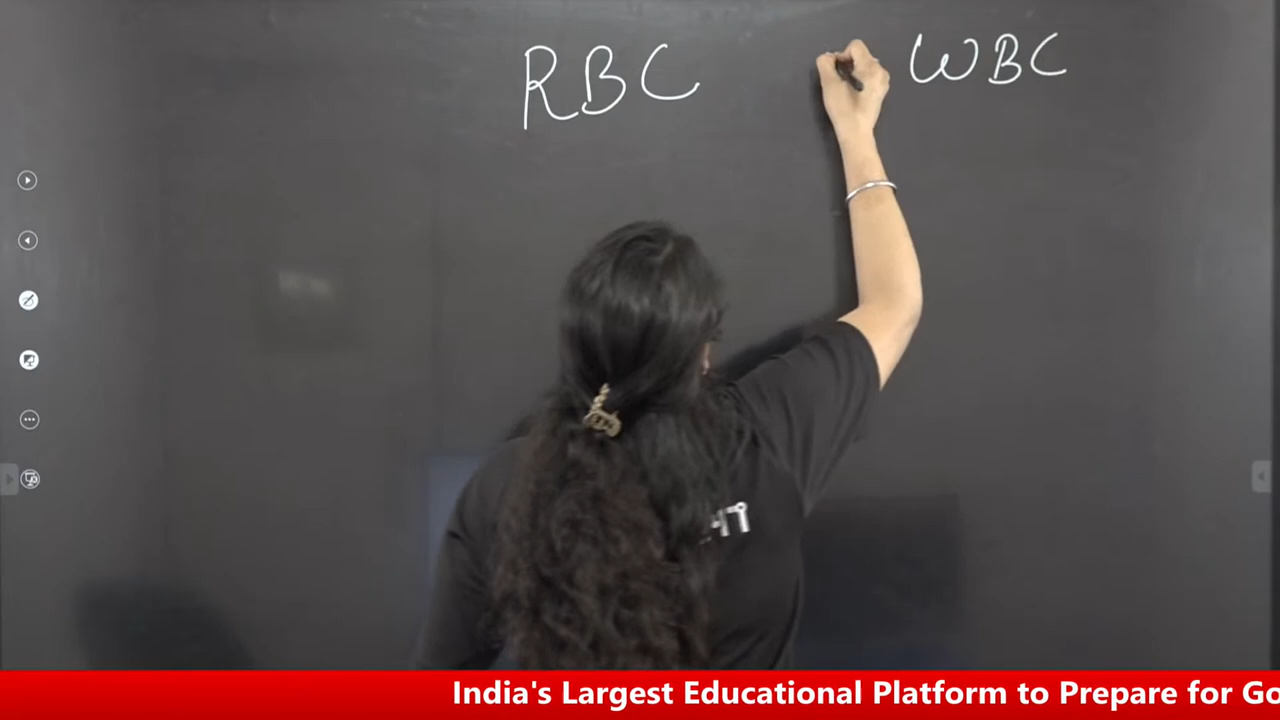 RBC WBC
India's Largest Educational Platform to Prepare for Go